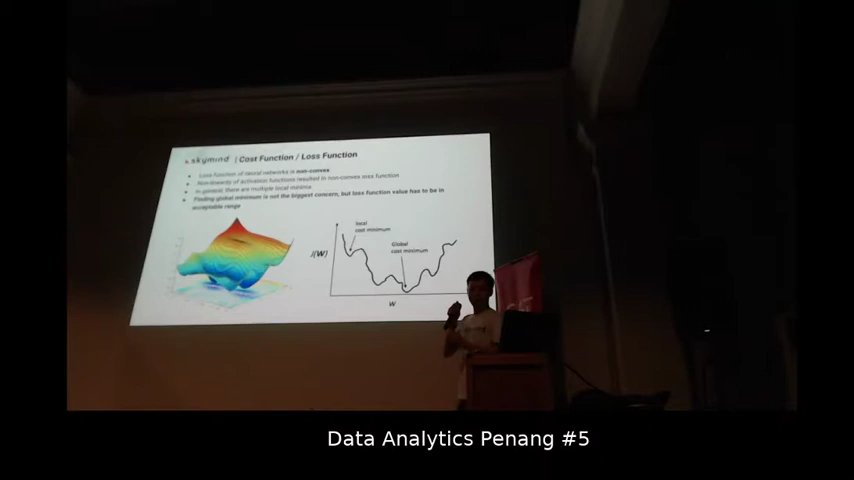 skymind | Cost Function / Loss Function
Loss function of neural networks is non-convex
Non-linearity of activation functions resulted in non-convex loss function
In general, there are multiple local minima
Finding global minimum is not the biggest concern, but loss function value has to be in
acceptable range
local
cost minimum
Global
cost minimum
J(W)
W
Data Analytics Penang #5